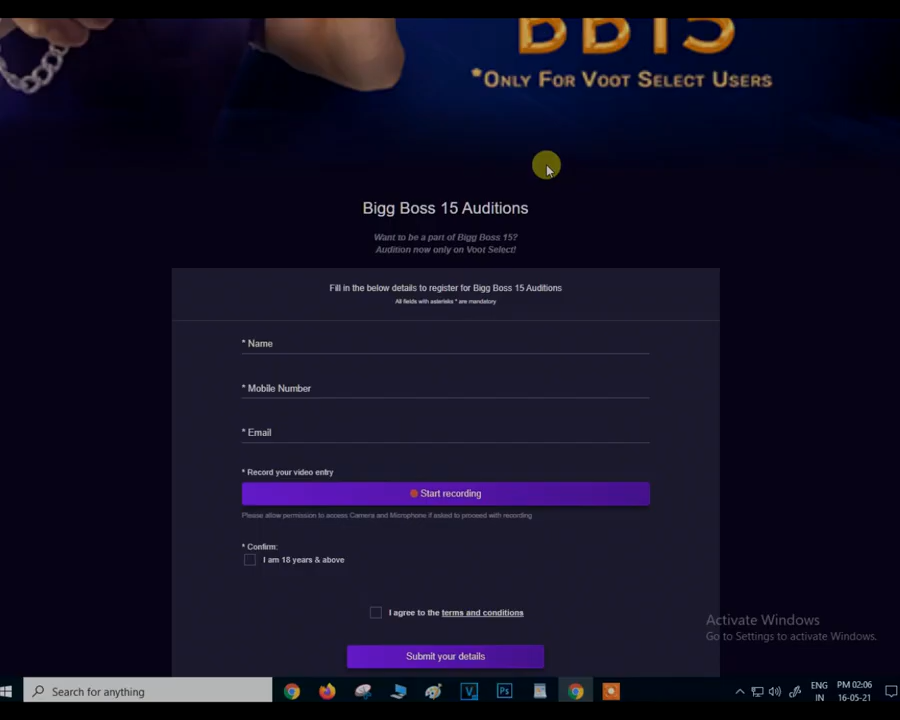 BB15
*Only For Voot Select Users
Bigg Boss 15 Auditions
Want to be a part of Bigg Boss 15?
Audition now only on Voot Select!
Fill in the below details to register for Bigg Boss 15 Auditions
All fields with asterisks * are mandatory
* Name
* Mobile Number
* Email
* Record your video entry
Start recording
Please allow permission to access Camera and Microphone if asked to proceed with recording
* Confirm:
I am 18 years & above
I agree to the terms and conditions
Submit your details
Activate Windows
Go to Settings to activate Windows.
Search for anything
V
Ps
ENG
IN
PM 02:06
16-05-21